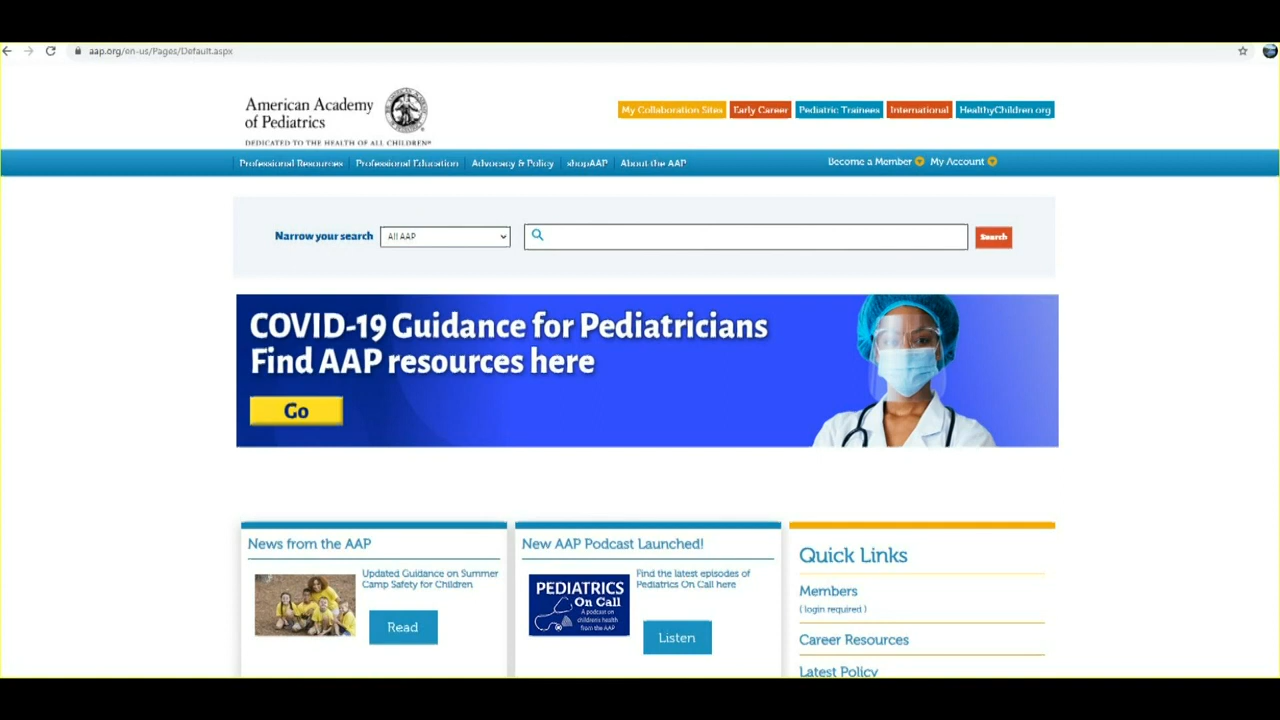 aap.org/en-us/Pages/Default.aspx
American Academy
of Pediatrics
DEDICATED TO THE HEALTH OF ALL CHILDREN®
My Collaboration Sites Early Career Pediatric Trainees International HealthyChildren.org
Professional Resources Professional Education Advocacy & Policy shopAAP About the AAP Become a Member My Account
Narrow your search All AAP Search
COVID-19 Guidance for Pediatricians
Find AAP resources here
Go
News from the AAP
Updated Guidance on Summer
Camp Safety for Children
Read
New AAP Podcast Launched!
PEDIATRICS
On Call
A podcast on
children's health
from the AAP
Find the latest episodes of
Pediatrics On Call here
Listen
Quick Links
Members
( login required )
Career Resources
Latest Policy